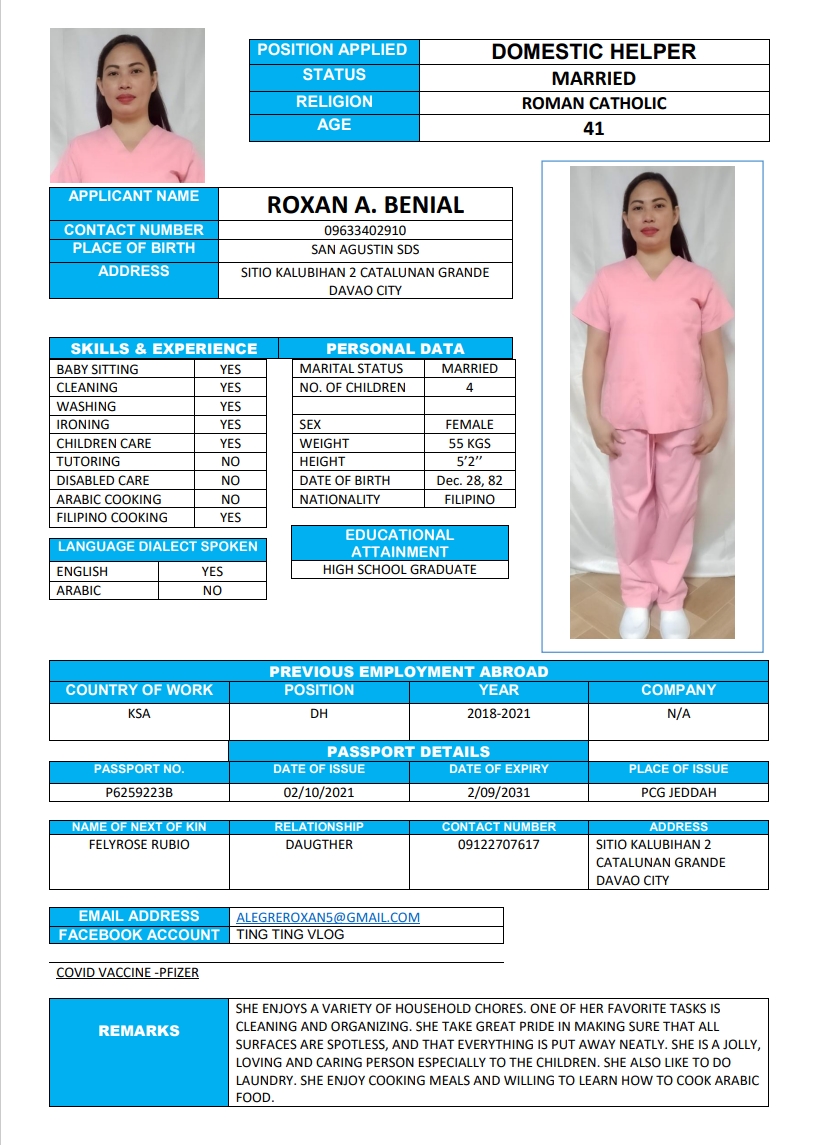 POSITION APPLIED DOMESTIC HELPER
STATUS MARRIED
RELIGION ROMAN CATHOLIC
AGE 41
APPLICANT NAME ROXAN A. BENIAL
CONTACT NUMBER 09633402910
PLACE OF BIRTH SAN AGUSTIN SDS
ADDRESS SITIO KALUBIHAN 2 CATALUNAN GRANDE
DAVAO CITY
SKILLS & EXPERIENCE
BABY SITTING YES
CLEANING YES
WASHING YES
IRONING YES
CHILDREN CARE YES
TUTORING NO
DISABLED CARE NO
ARABIC COOKING NO
FILIPINO COOKING YES
LANGUAGE DIALECT SPOKEN
ENGLISH YES
ARABIC NO
PERSONAL DATA
MARITAL STATUS MARRIED
NO. OF CHILDREN 4
SEX FEMALE
WEIGHT 55 KGS
HEIGHT 5’2’’
DATE OF BIRTH Dec. 28, 82
NATIONALITY FILIPINO
EDUCATIONAL
ATTAINMENT
HIGH SCHOOL GRADUATE
PREVIOUS EMPLOYMENT ABROAD
COUNTRY OF WORK POSITION YEAR COMPANY
KSA DH 2018-2021 N/A
PASSPORT DETAILS
PASSPORT NO. DATE OF ISSUE DATE OF EXPIRY PLACE OF ISSUE
P6259223B 02/10/2021 2/09/2031 PCG JEDDAH
NAME OF NEXT OF KIN RELATIONSHIP CONTACT NUMBER ADDRESS
FELYROSE RUBIO DAUGTHER 09122707617 SITIO KALUBIHAN 2
CATALUNAN GRANDE
DAVAO CITY
EMAIL ADDRESS ALEGREROXAN5@GMAIL.COM
FACEBOOK ACCOUNT TING TING VLOG
COVID VACCINE -PFIZER
REMARKS
SHE ENJOYS A VARIETY OF HOUSEHOLD CHORES. ONE OF HER FAVORITE TASKS IS
CLEANING AND ORGANIZING. SHE TAKE GREAT PRIDE IN MAKING SURE THAT ALL
SURFACES ARE SPOTLESS, AND THAT EVERYTHING IS PUT AWAY NEATLY. SHE IS A JOLLY,
LOVING AND CARING PERSON ESPECIALLY TO THE CHILDREN. SHE ALSO LIKE TO DO
LAUNDRY. SHE ENJOY COOKING MEALS AND WILLING TO LEARN HOW TO COOK ARABIC
FOOD.